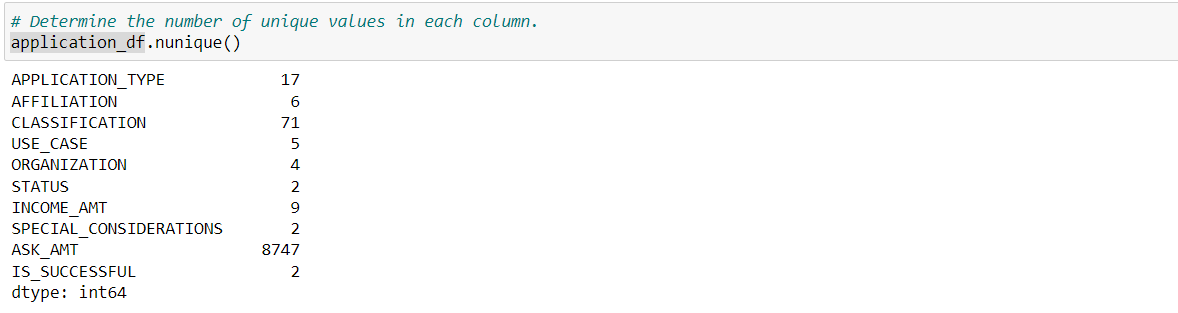 # Determine the number of unique values in each column.
application_df.nunique()
APPLICATION_TYPE 17
AFFILIATION 6
CLASSIFICATION 71
USE_CASE 5
ORGANIZATION 4
STATUS 2
INCOME_AMT 9
SPECIAL_CONSIDERATIONS 2
ASK_AMT 8747
IS_SUCCESSFUL 2
dtype: int64